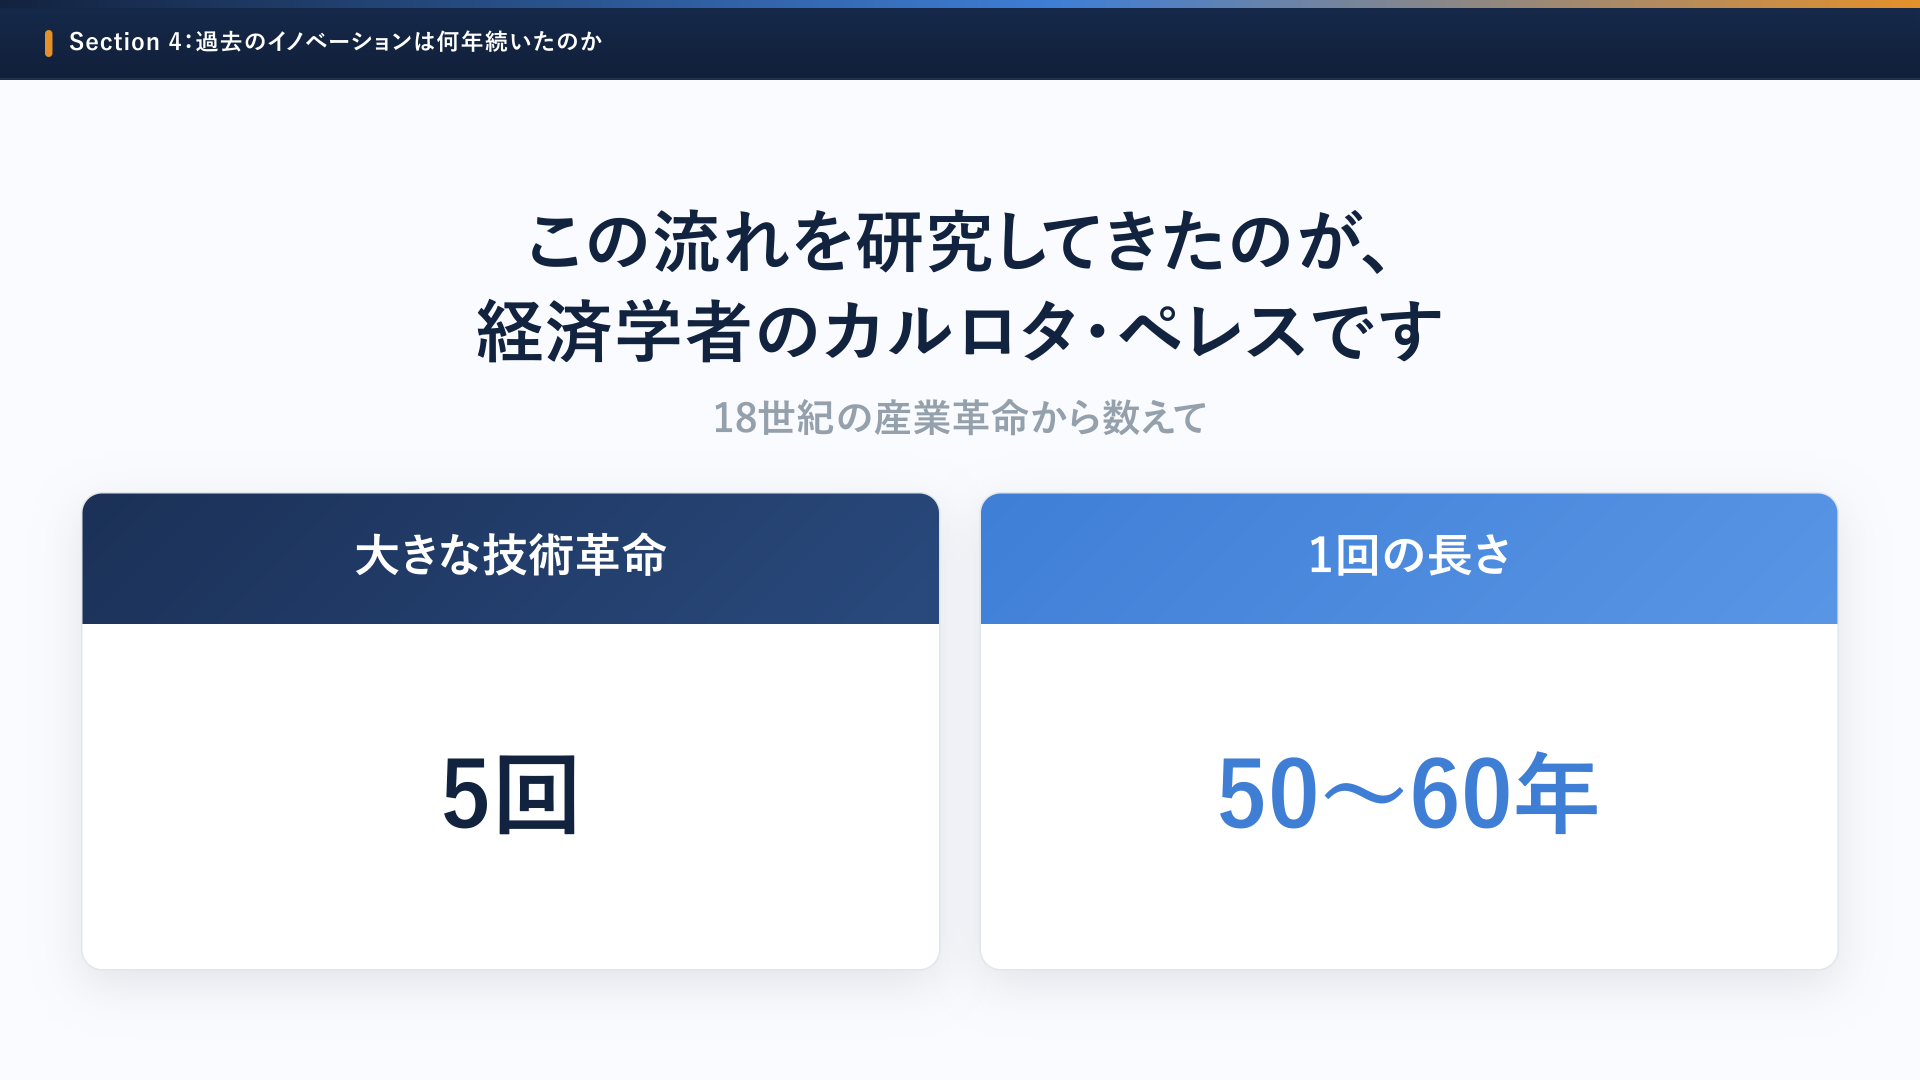 Section 4：過去のイノベーションは何年続いたのか
この流れを研究してきたのが、
経済学者のカルロタ・ペレスです
18世紀の産業革命から数えて
大きな技術革命
5回
1回の長さ
50〜60年